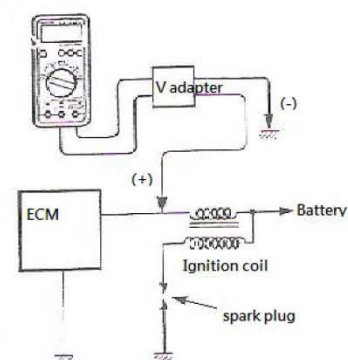 V adapter
(-)
(+)
ECM
Battery
Ignition coil
spark plug